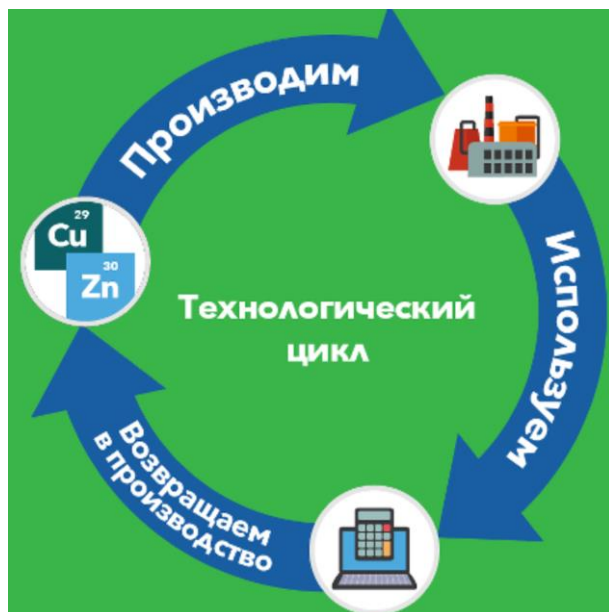 Производим
29
Cu
30
Zn
Используем
Технологический
цикл
Возвращаем
в производство